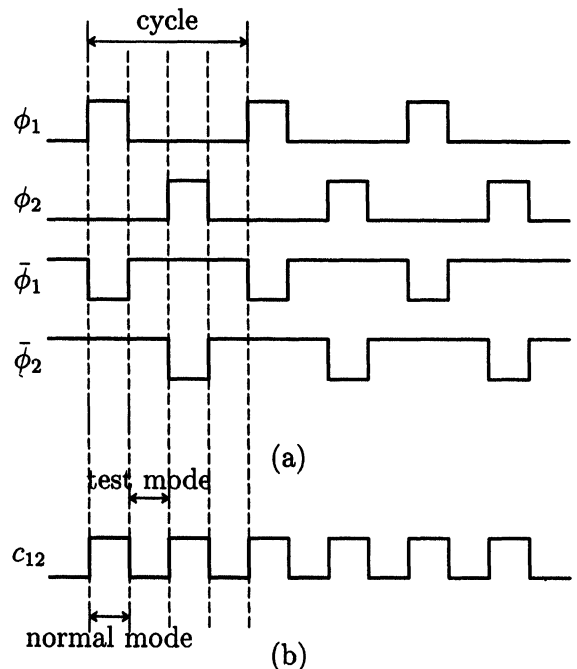 cycle
ϕ₁
ϕ₂
ϕ̄₁
ϕ̄₂
(a)
test mode
c₁₂
normal mode
(b)